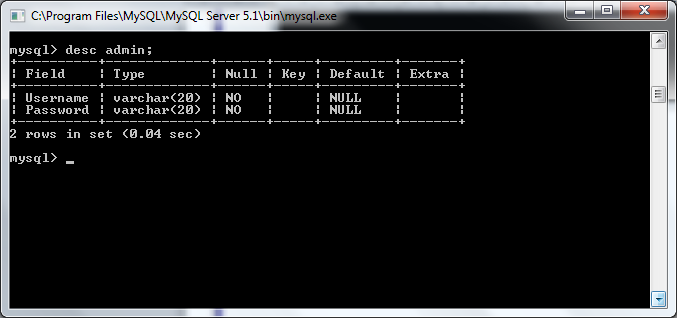 C:\Program Files\MySQL\MySQL Server 5.1\bin\mysql.exe
mysql> desc admin;
+----------+-------------+------+-----+---------+-------+
¦ Field    ¦ Type        ¦ Null ¦ Key ¦ Default ¦ Extra ¦
+----------+-------------+------+-----+---------+-------+
¦ Username ¦ varchar(20) ¦ NO   ¦     ¦ NULL    ¦       ¦
¦ Password ¦ varchar(20) ¦ NO   ¦     ¦ NULL    ¦       ¦
+----------+-------------+------+-----+---------+-------+
2 rows in set (0.04 sec)
mysql> _